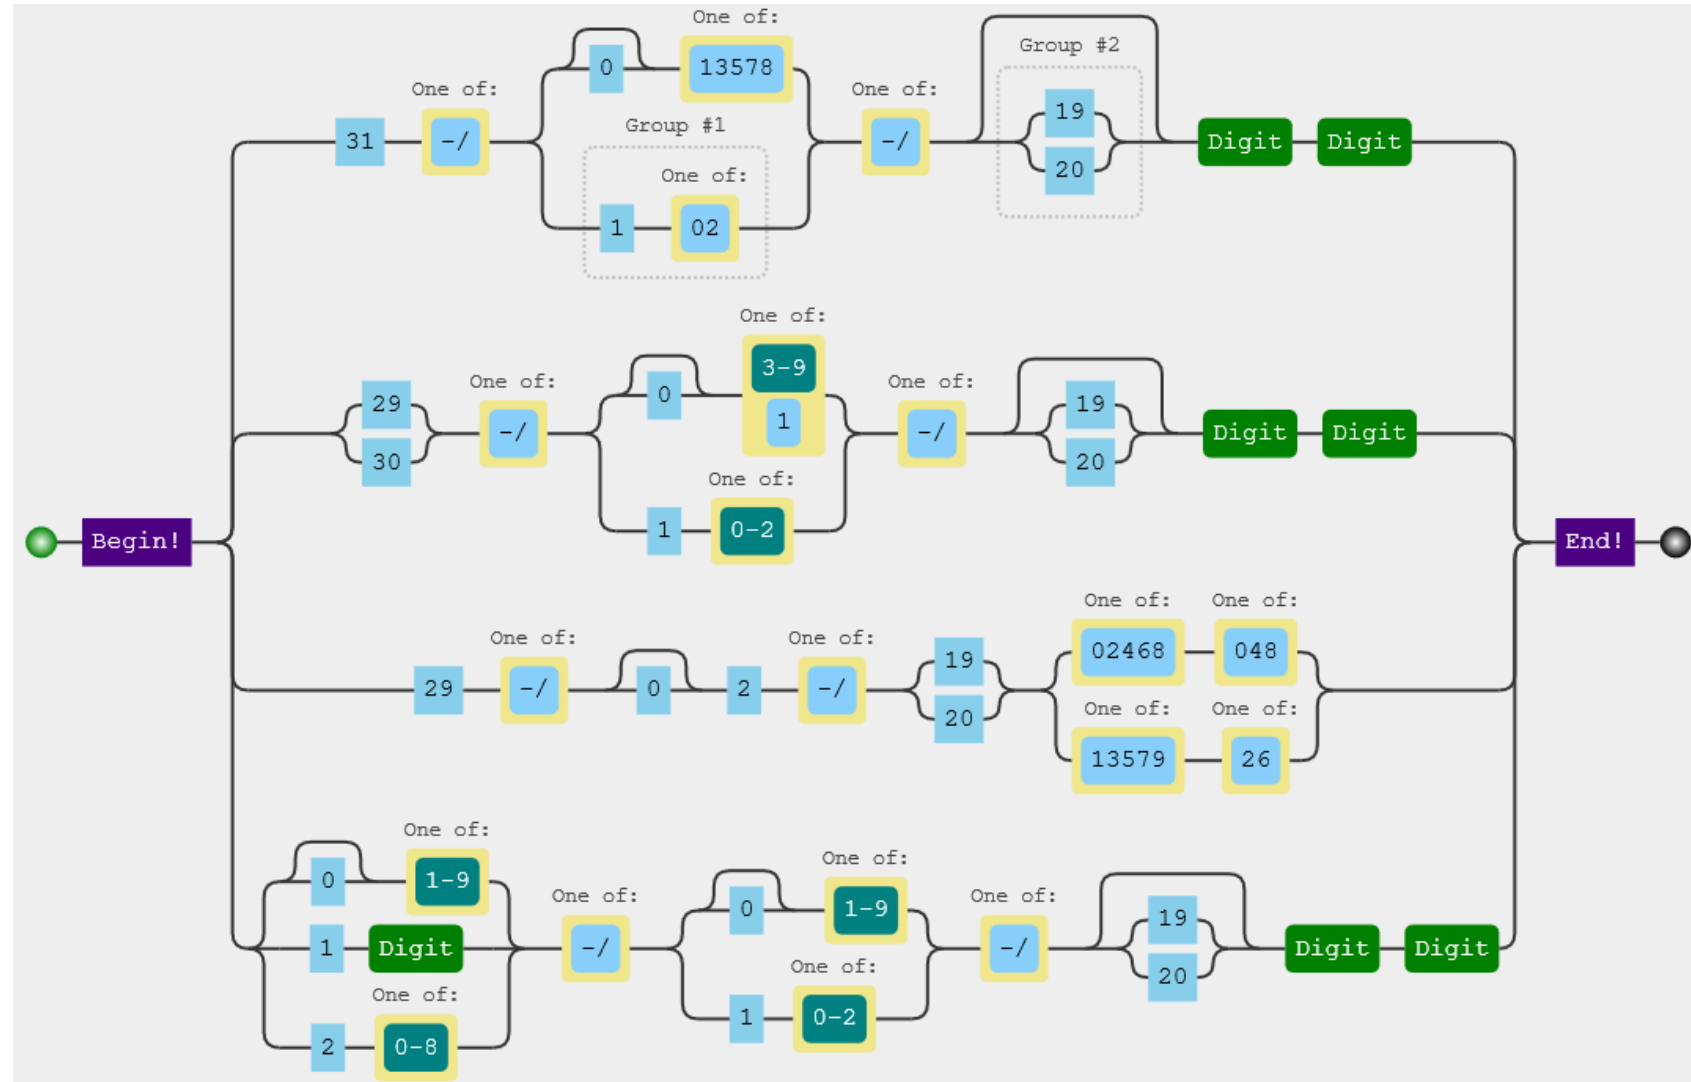 One of:
0
13578
Group #2
One of:
One of:
19
31
-/
Group #1
-/
Digit
Digit
One of:
20
1
02
One of:
3-9
One of:
One of:
29
0
1
19
-/
-/
Digit
Digit
30
One of:
20
1
0-2
Begin!
End!
One of:
One of:
One of:
One of:
02468
048
19
29
-/
0
2
-/
One of:
One of:
20
13579
26
One of:
One of:
0
1-9
One of:
0
1-9
One of:
19
1
Digit
-/
-/
Digit
Digit
One of:
One of:
20
2
0-8
1
0-2